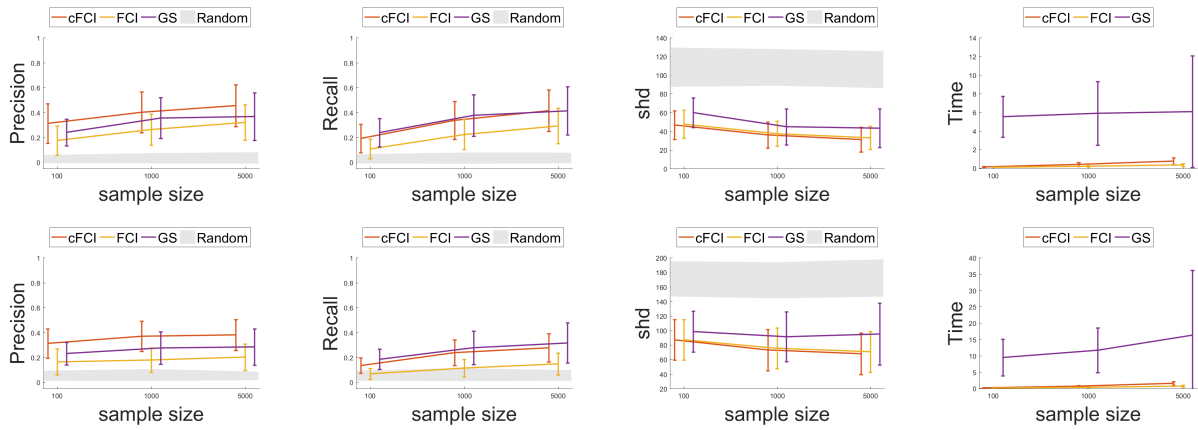 cFCI FCI GS Random
Precision
1
0.8
0.6
0.4
0.2
0
100 1000 5000
sample size
cFCI FCI GS Random
Recall
1
0.8
0.6
0.4
0.2
0
100 1000 5000
sample size
cFCI FCI GS Random
shd
140
120
100
80
60
40
20
0
100 1000 5000
sample size
cFCI FCI GS
Time
14
12
10
8
6
4
2
0
100 1000 5000
sample size
cFCI FCI GS Random
Precision
1
0.8
0.6
0.4
0.2
0
100 1000 5000
sample size
cFCI FCI GS Random
Recall
1
0.8
0.6
0.4
0.2
0
100 1000 5000
sample size
cFCI FCI GS Random
shd
200
180
160
140
120
100
80
60
40
20
100 1000 5000
sample size
cFCI FCI GS
Time
40
35
30
25
20
15
10
5
0
100 1000 5000
sample size